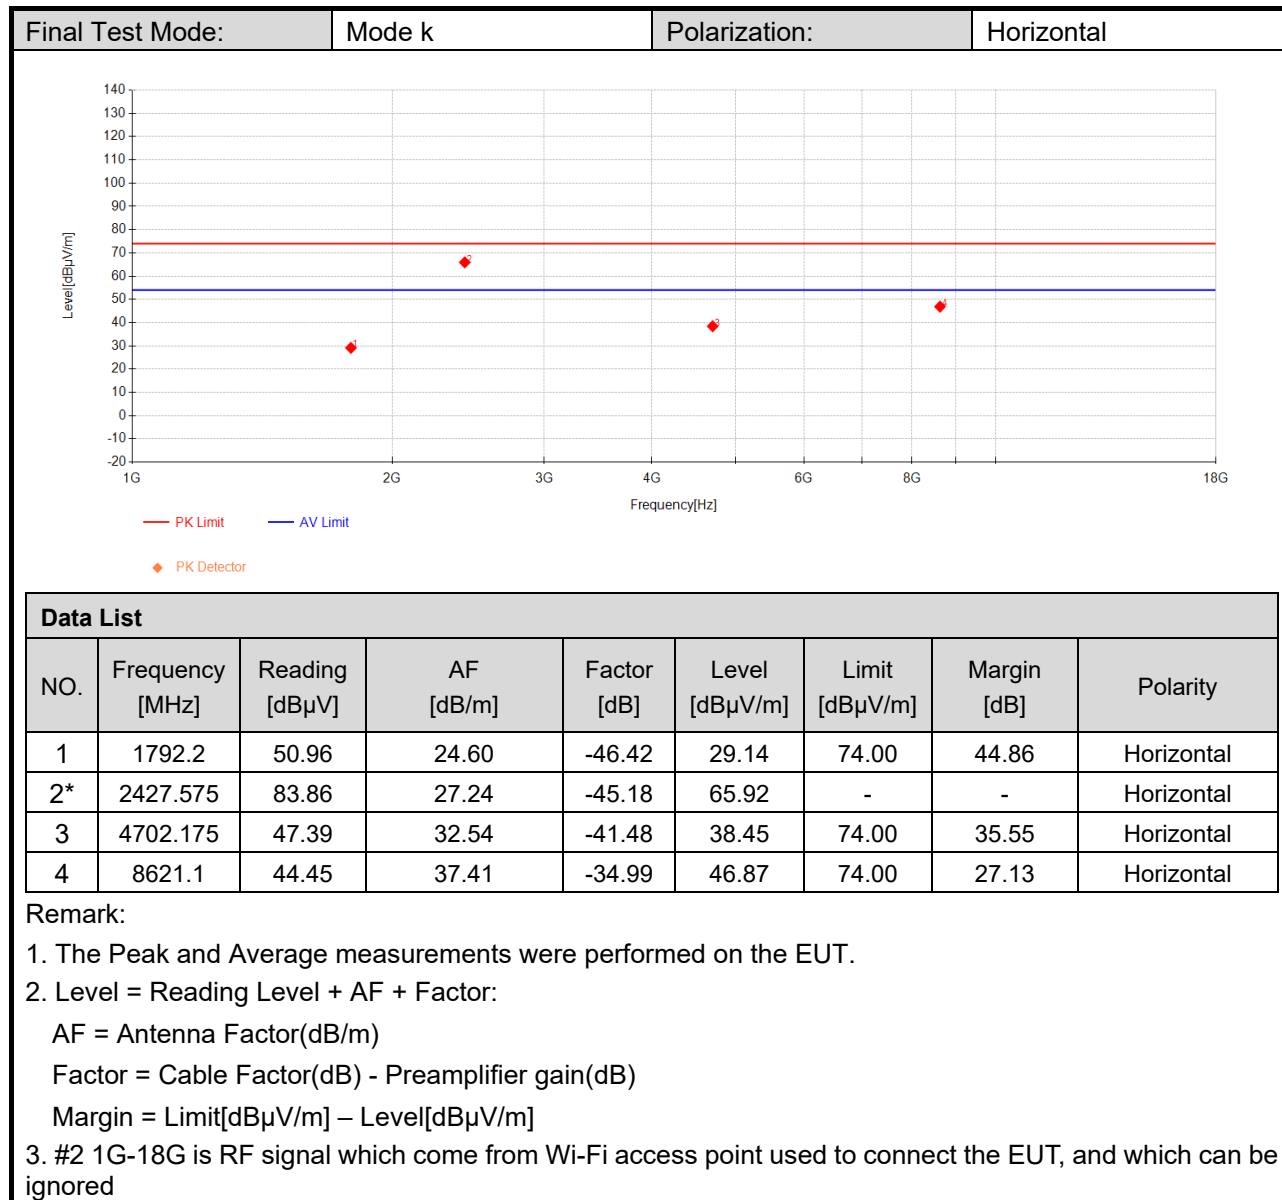 Final Test Mode: Mode k Polarization: Horizontal
140
130
120
110
100
90
80
70
60
50
40
30
20
10
0
-10
-20
Level[dBµV/m]
1
2
3
4
1G 2G 3G 4G 6G 8G 18G
Frequency[Hz]
PK Limit AV Limit
PK Detector
Data List
NO. Frequency [MHz] Reading [dBµV] AF [dB/m] Factor [dB] Level [dBµV/m] Limit [dBµV/m] Margin [dB] Polarity
1 1792.2 50.96 24.60 -46.42 29.14 74.00 44.86 Horizontal
2* 2427.575 83.86 27.24 -45.18 65.92 - - Horizontal
3 4702.175 47.39 32.54 -41.48 38.45 74.00 35.55 Horizontal
4 8621.1 44.45 37.41 -34.99 46.87 74.00 27.13 Horizontal
Remark:
1. The Peak and Average measurements were performed on the EUT.
2. Level = Reading Level + AF + Factor:
AF = Antenna Factor(dB/m)
Factor = Cable Factor(dB) - Preamplifier gain(dB)
Margin = Limit[dBµV/m] – Level[dBµV/m]
3. #2 1G-18G is RF signal which come from Wi-Fi access point used to connect the EUT, and which can be
ignored